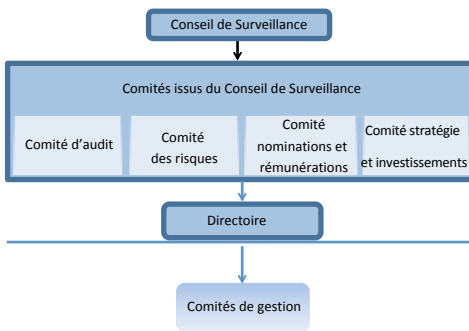 Conseil de Surveillance
Comités issus du Conseil de Surveillance
Comité d'audit
Comité
des risques
Comité
nominations et
rémunérations
Comité stratégie
et investissements
Directoire
Comités de gestion